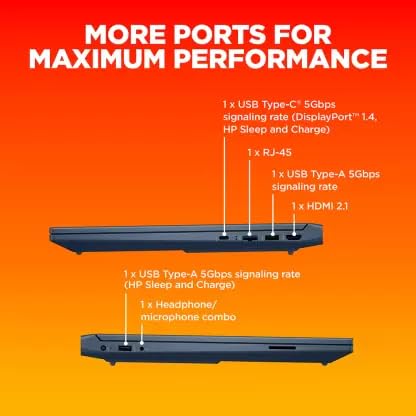 MORE PORTS FOR
MAXIMUM PERFORMANCE
1 x USB Type-C® 5Gbps
signaling rate (DisplayPort™ 1.4,
HP Sleep and Charge)
1 x RJ-45
1 x USB Type-A 5Gbps
signaling rate
1 x HDMI 2.1
1 x USB Type-A 5Gbps signaling rate
(HP Sleep and Charge)
1 x Headphone/
microphone combo